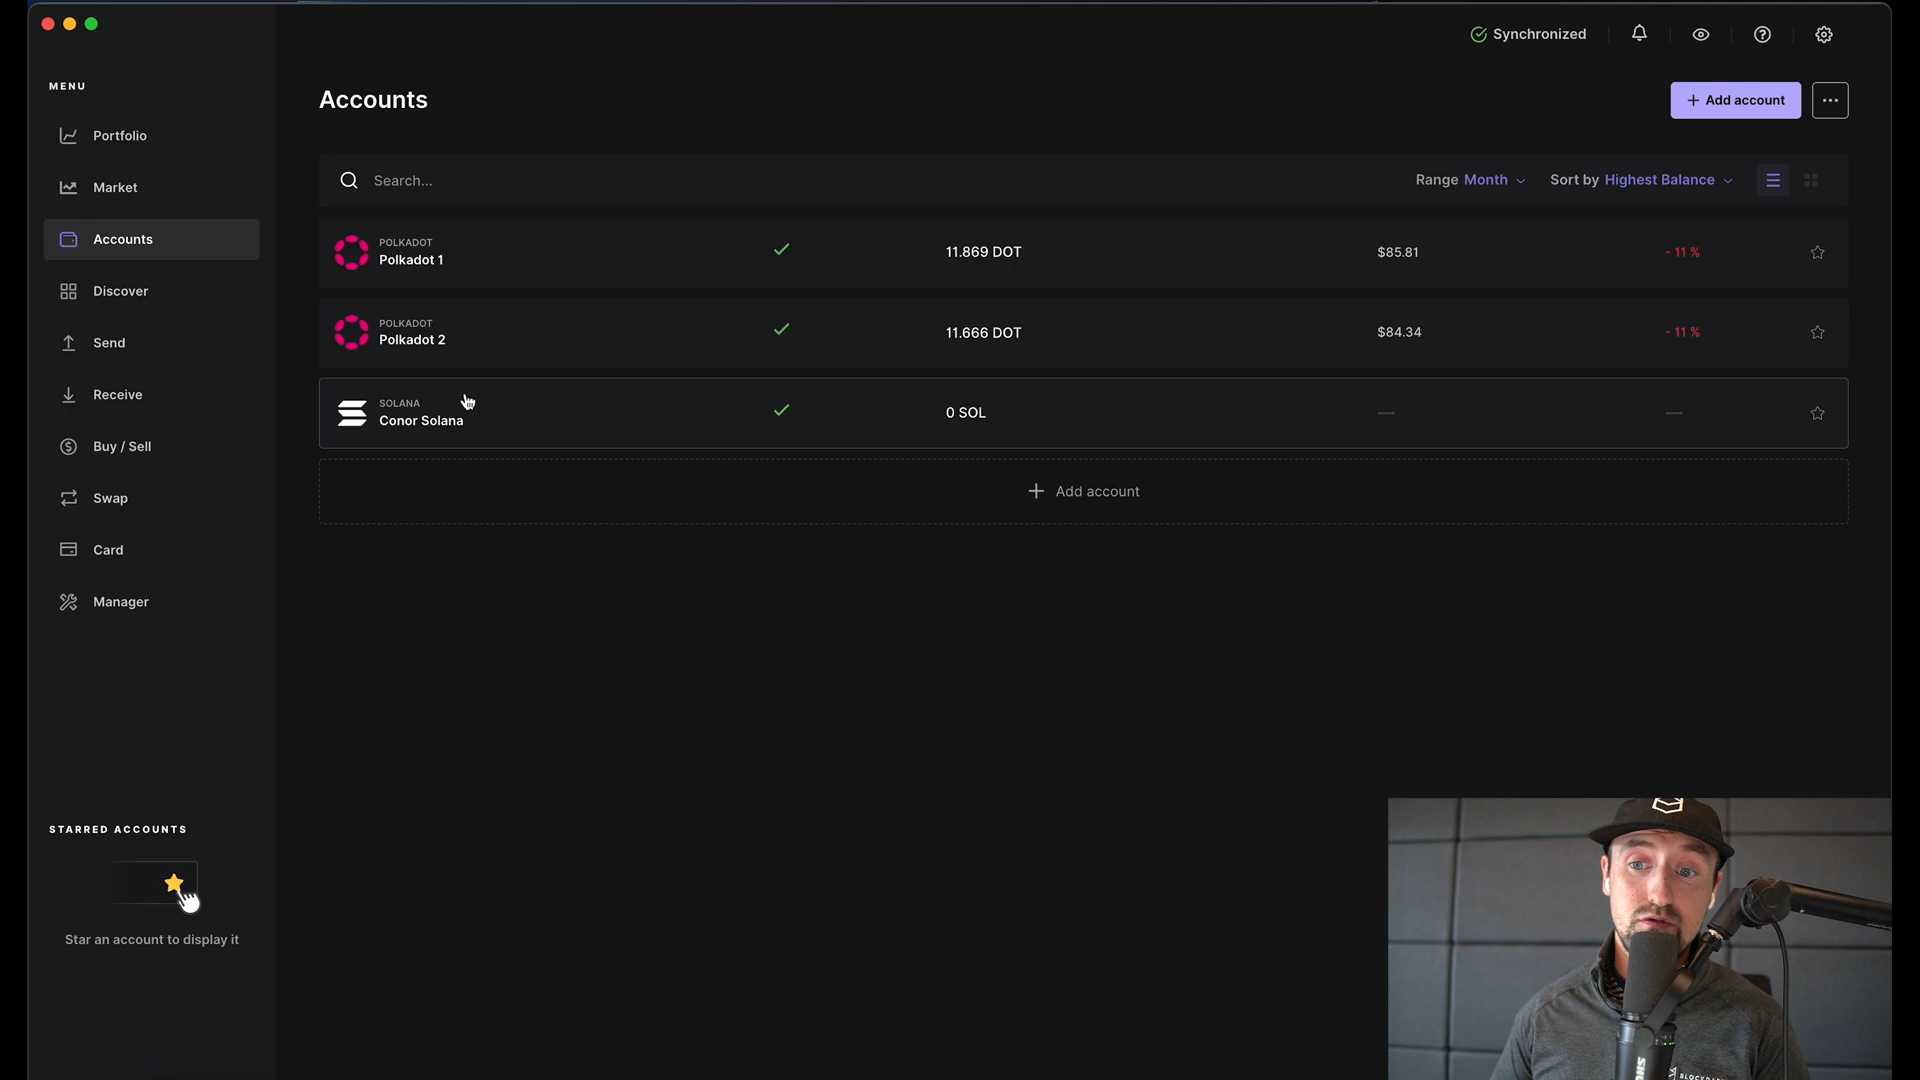 Synchronized
MENU
Portfolio
Market
Accounts
Discover
Send
Receive
Buy / Sell
Swap
Card
Manager
STARRED ACCOUNTS
Star an account to display it
Accounts
+ Add account
Search...
Range Month
Sort by Highest Balance
POLKADOT
Polkadot 1
11.869 DOT
$85.81
- 11 %
POLKADOT
Polkadot 2
11.666 DOT
$84.34
- 11 %
SOLANA
Conor Solana
0 SOL
—
—
+ Add account